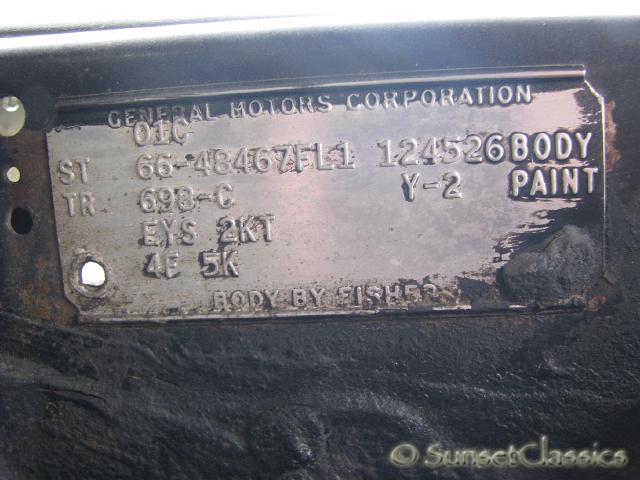 GENERAL MOTORS CORPORATION
01C
ST 66-48467FL1 124526 BODY
TR 698-C Y-2 PAINT
EYS 2KT
4E 5K
BODY BY FISHER
© SunsetClassics